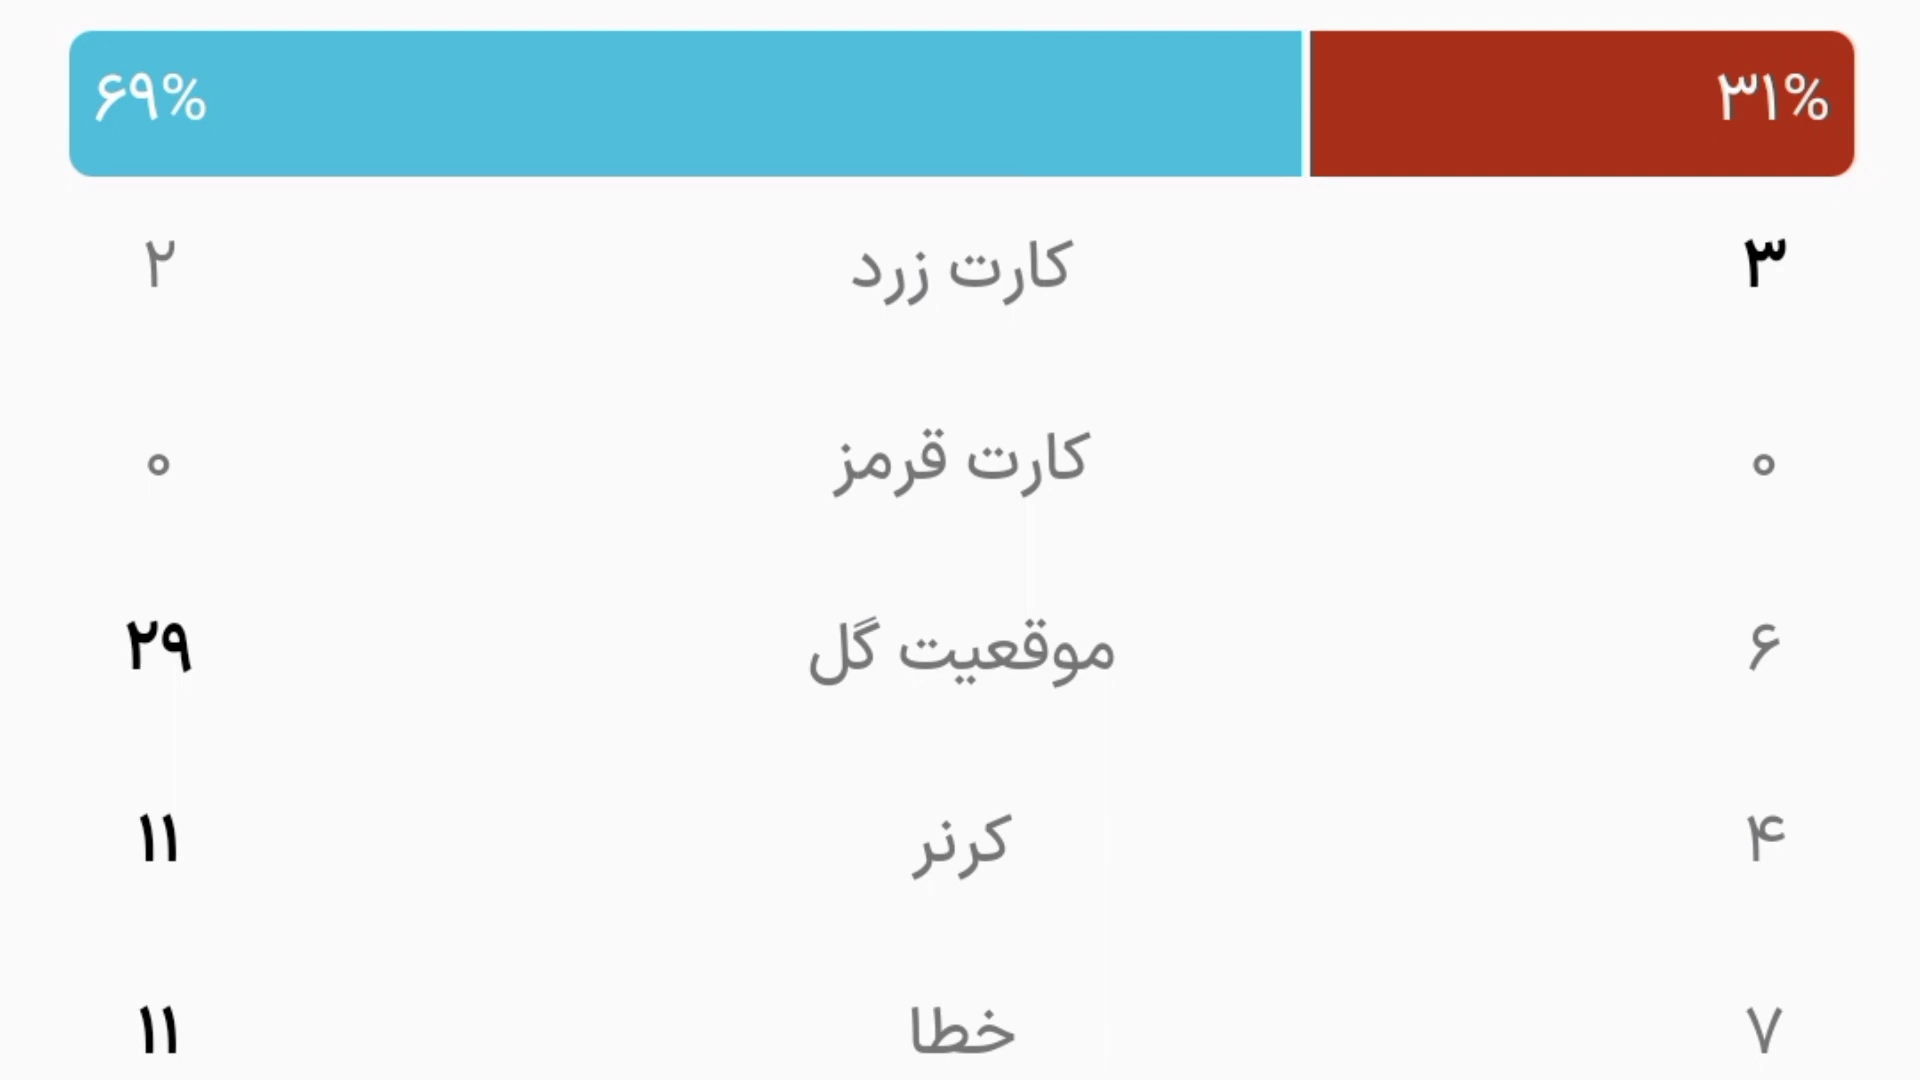 ۳۱% ۶۹%
۳ کارت زرد ۲
۰ کارت قرمز ۰
۶ موقعیت گل ۲۹
۴ کرنر ۱۱
۷ خطا ۱۱